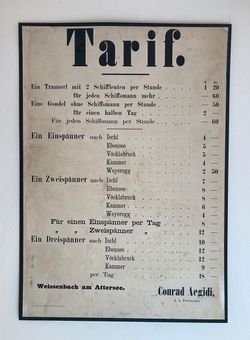 Tarif.
Ein Traunerl mit 2 Schiffleuten per Stunde 1 20
für jeden Schiffsmann mehr — 60
Eine Gondel ohne Schiffsmann per Stunde — 50
für einen halben Tag 2 —
Für jeden Schiffsmann per Stunde — 60
Ein Einspänner nach Ischl 4 —
Ebensee 5 —
Vöcklabruck 5 —
Kammer 4 —
Weyeregg 2 50
Ein Zweispänner nach Ischl 7 —
Ebensee 8 —
Vöcklabruck 8 —
Kammer 6 —
Weyeregg 4 —
Für einen Einspänner per Tag 8 —
„ „ Zweispänner „ 12 —
Ein Dreispänner nach Ischl 10 —
Ebensee 12 —
Vöcklabruck 12 —
Kammer 9 —
per Tag 18 —
Weissenbach am Attersee.
Conrad Aegidi,